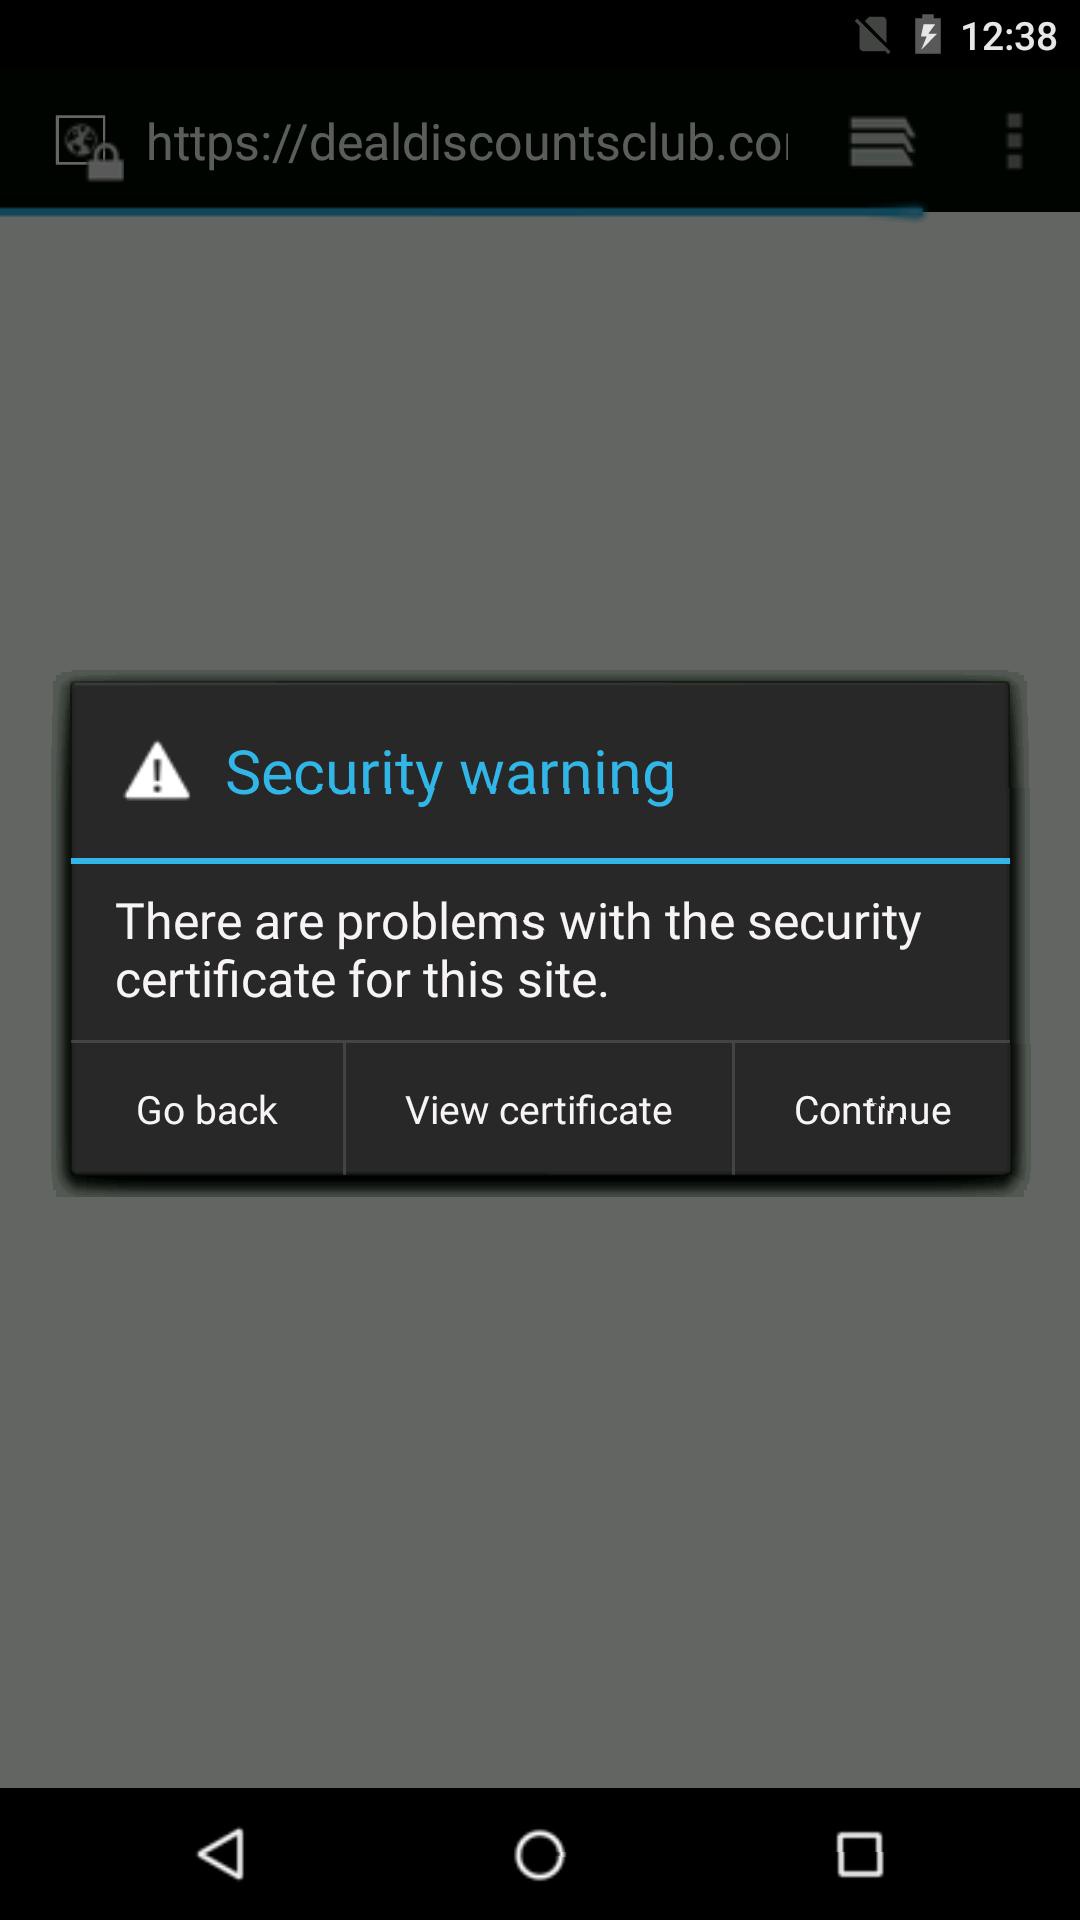 12:38
https://dealdiscountsclub.co
Security warning
There are problems with the security
certificate for this site.
Go back
View certificate
Continue